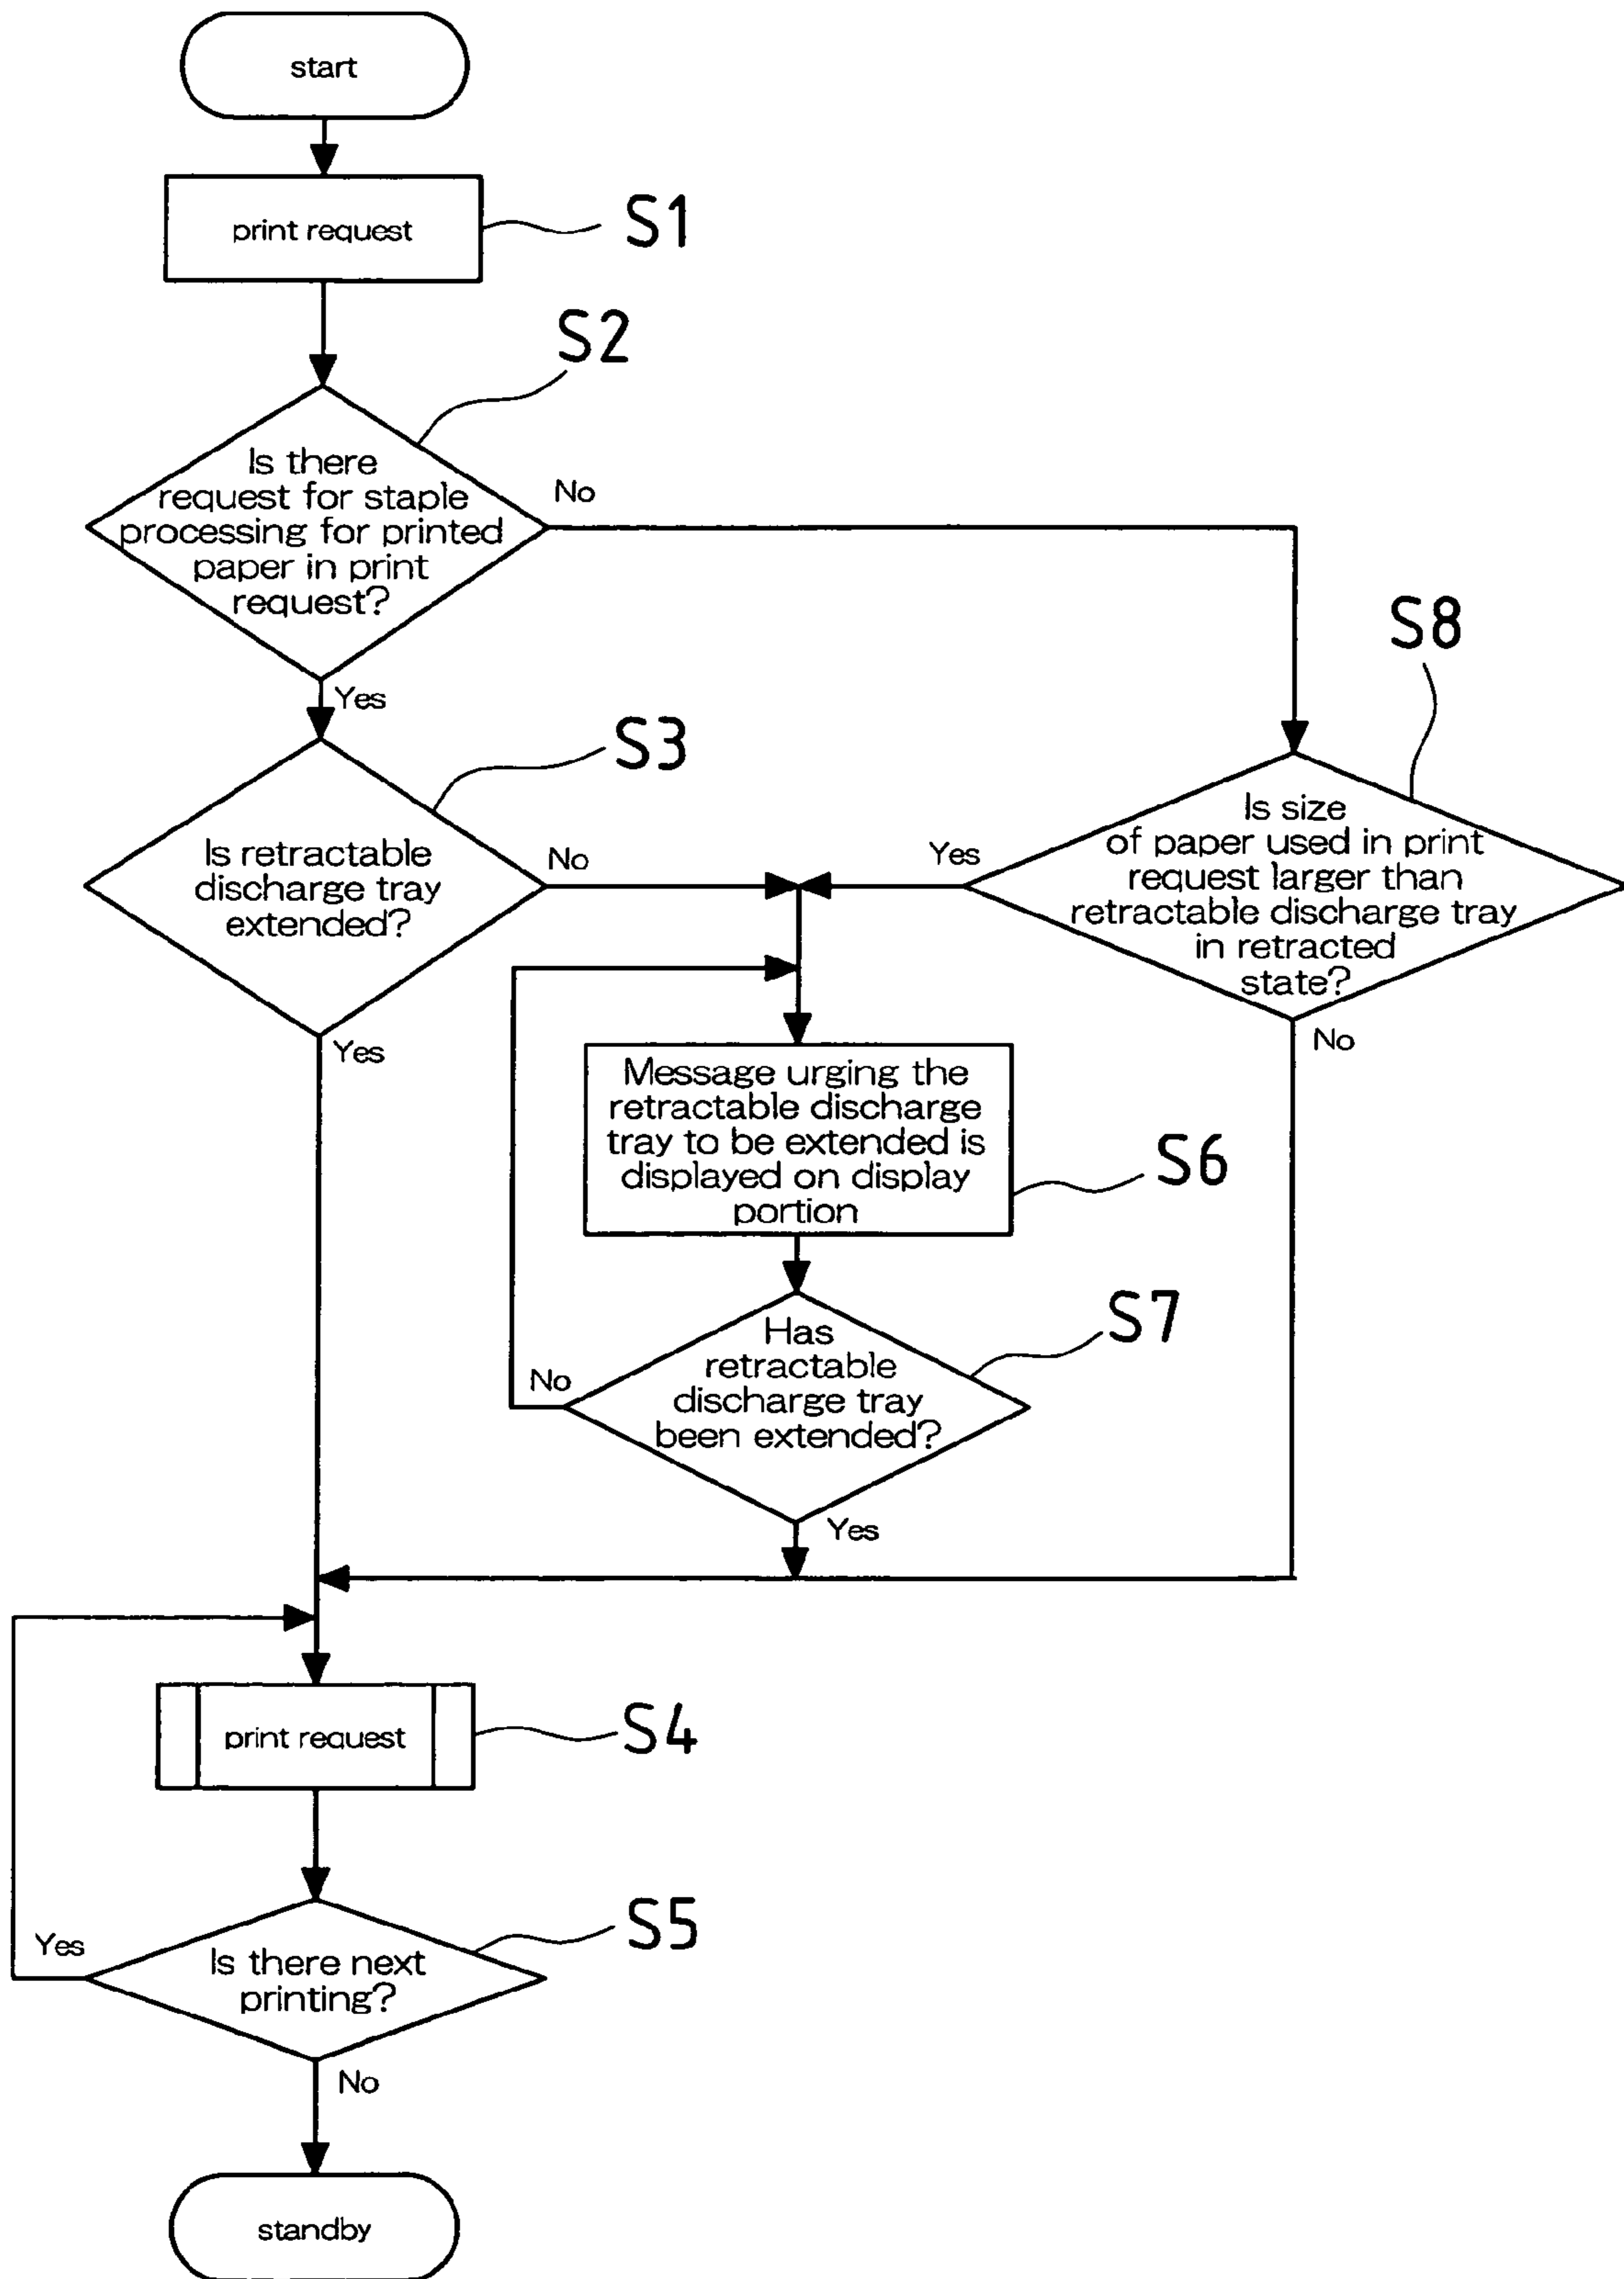 start
print request
S1
S2
Is there
request for staple
processing for printed
paper in print
request?
No
Yes
S3
Is retractable
discharge tray
extended?
No
Yes
S8
Is size
of paper used in print
request larger than
retractable discharge tray
in retracted
state?
Yes
No
Message urging the
retractable discharge
tray to be extended is
displayed on display
portion
S6
S7
Has
retractable
discharge tray
been extended?
No
Yes
print request
S4
S5
Is there next
printing?
Yes
No
standby